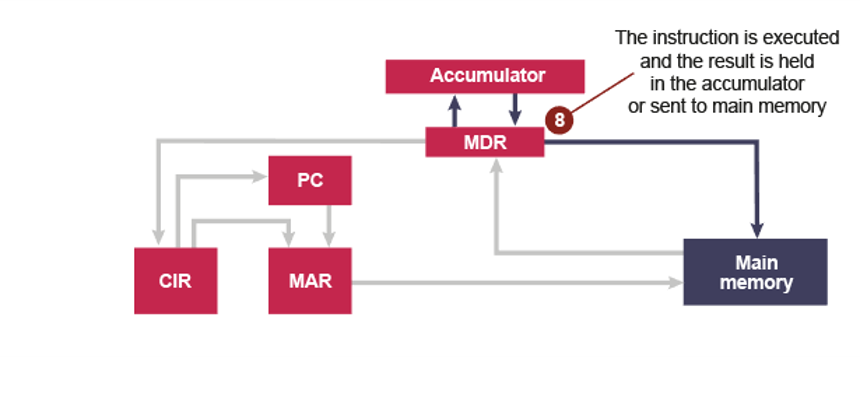 The instruction is executed
and the result is held
in the accumulator
or sent to main memory
Accumulator
8
MDR
PC
CIR
MAR
Main
memory